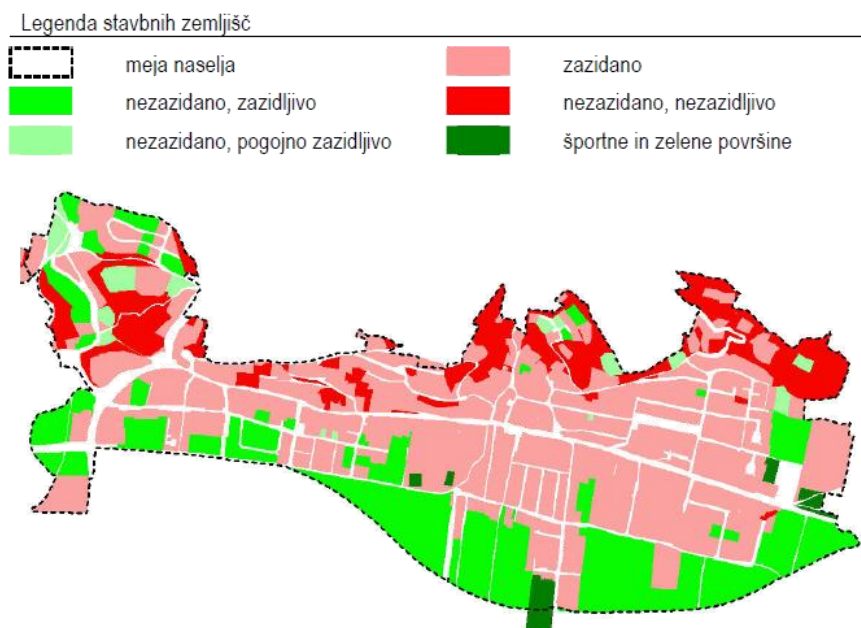 Legenda stavbnih zemljišč
meja naselja
zazidano
nezazidano, zazidljivo
nezazidano, nezazidljivo
nezazidano, pogojno zazidljivo
športne in zelene površine